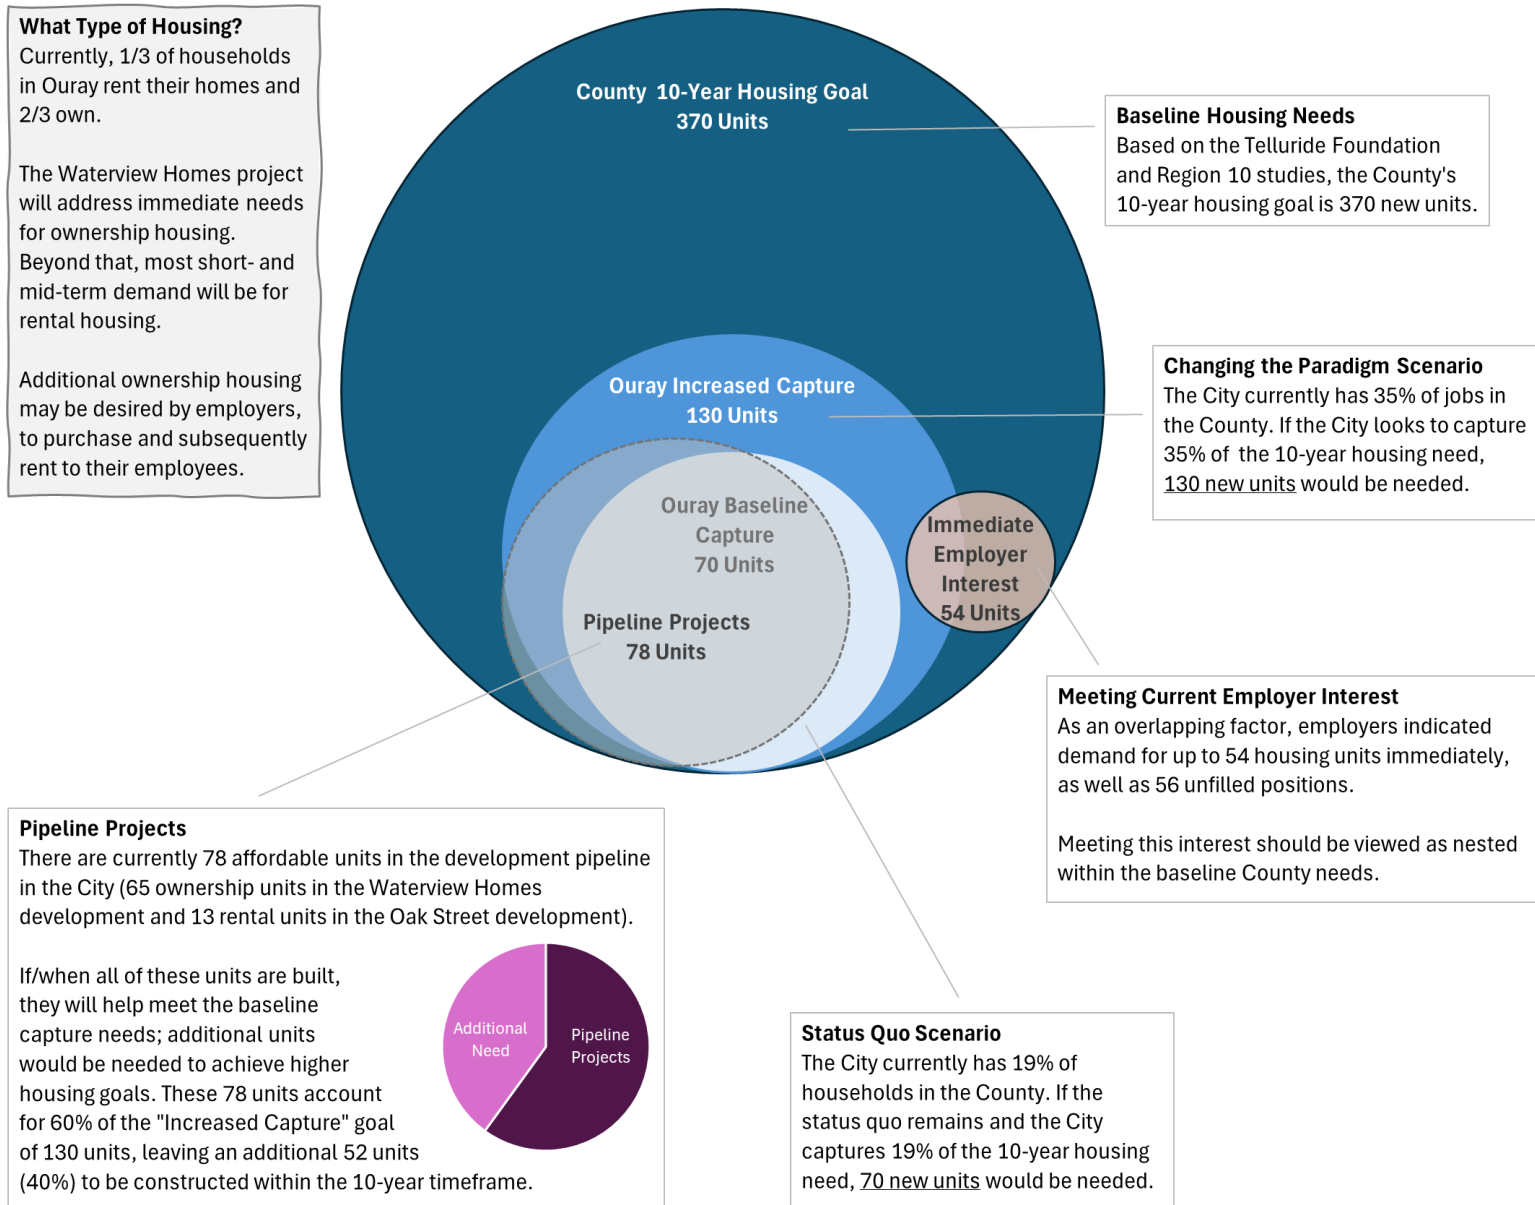 What Type of Housing?
Currently, 1/3 of households
in Ouray rent their homes and
2/3 own.
The Waterview Homes project
will address immediate needs
for ownership housing.
Beyond that, most short- and
mid-term demand will be for
rental housing.
Additional ownership housing
may be desired by employers,
to purchase and subsequently
rent to their employees.
County 10-Year Housing Goal
370 Units
Baseline Housing Needs
Based on the Telluride Foundation
and Region 10 studies, the County's
10-year housing goal is 370 new units.
Ouray Increased Capture
130 Units
Changing the Paradigm Scenario
The City currently has 35% of jobs in
the County. If the City looks to capture
35% of the 10-year housing need,
130 new units would be needed.
Ouray Baseline
Capture
70 Units
Immediate
Employer
Interest
54 Units
Pipeline Projects
78 Units
Meeting Current Employer Interest
As an overlapping factor, employers indicated
demand for up to 54 housing units immediately,
as well as 56 unfilled positions.
Meeting this interest should be viewed as nested
within the baseline County needs.
Pipeline Projects
There are currently 78 affordable units in the development pipeline
in the City (65 ownership units in the Waterview Homes
development and 13 rental units in the Oak Street development).
If/when all of these units are built,
they will help meet the baseline
capture needs; additional units
would be needed to achieve higher
housing goals. These 78 units account
for 60% of the "Increased Capture" goal
of 130 units, leaving an additional 52 units
(40%) to be constructed within the 10-year timeframe.
Additional
Need
Pipeline
Projects
Status Quo Scenario
The City currently has 19% of
households in the County. If the
status quo remains and the City
captures 19% of the 10-year housing
need, 70 new units would be needed.